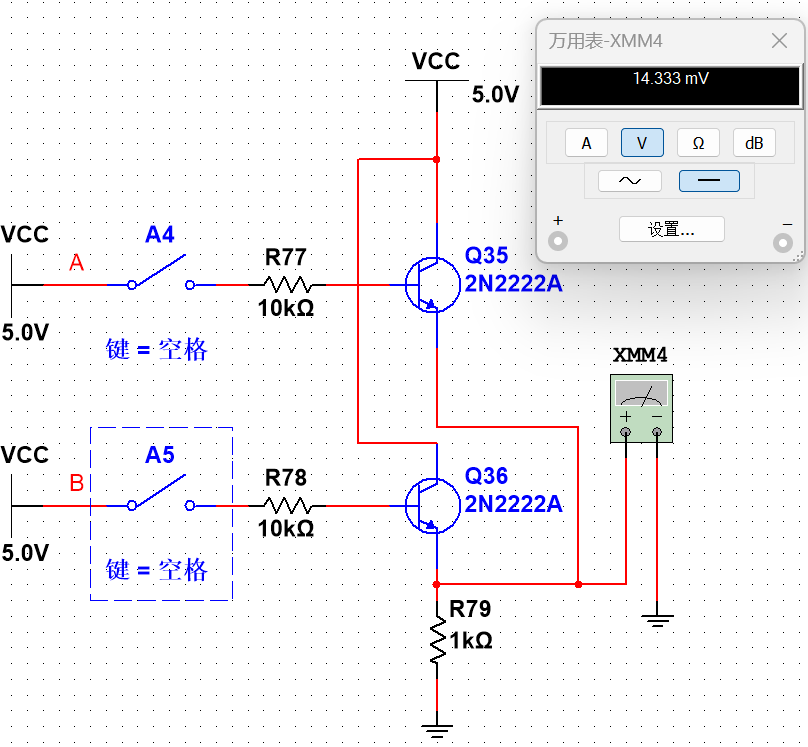 万用表-XMM4
14.333 mV
A
V
Ω
dB
+
设置...
−
VCC
5.0V
VCC
A
A4
R77
10kΩ
5.0V
键 = 空格
Q35
2N2222A
XMM4
+
−
VCC
B
A5
R78
10kΩ
5.0V
键 = 空格
Q36
2N2222A
R79
1kΩ